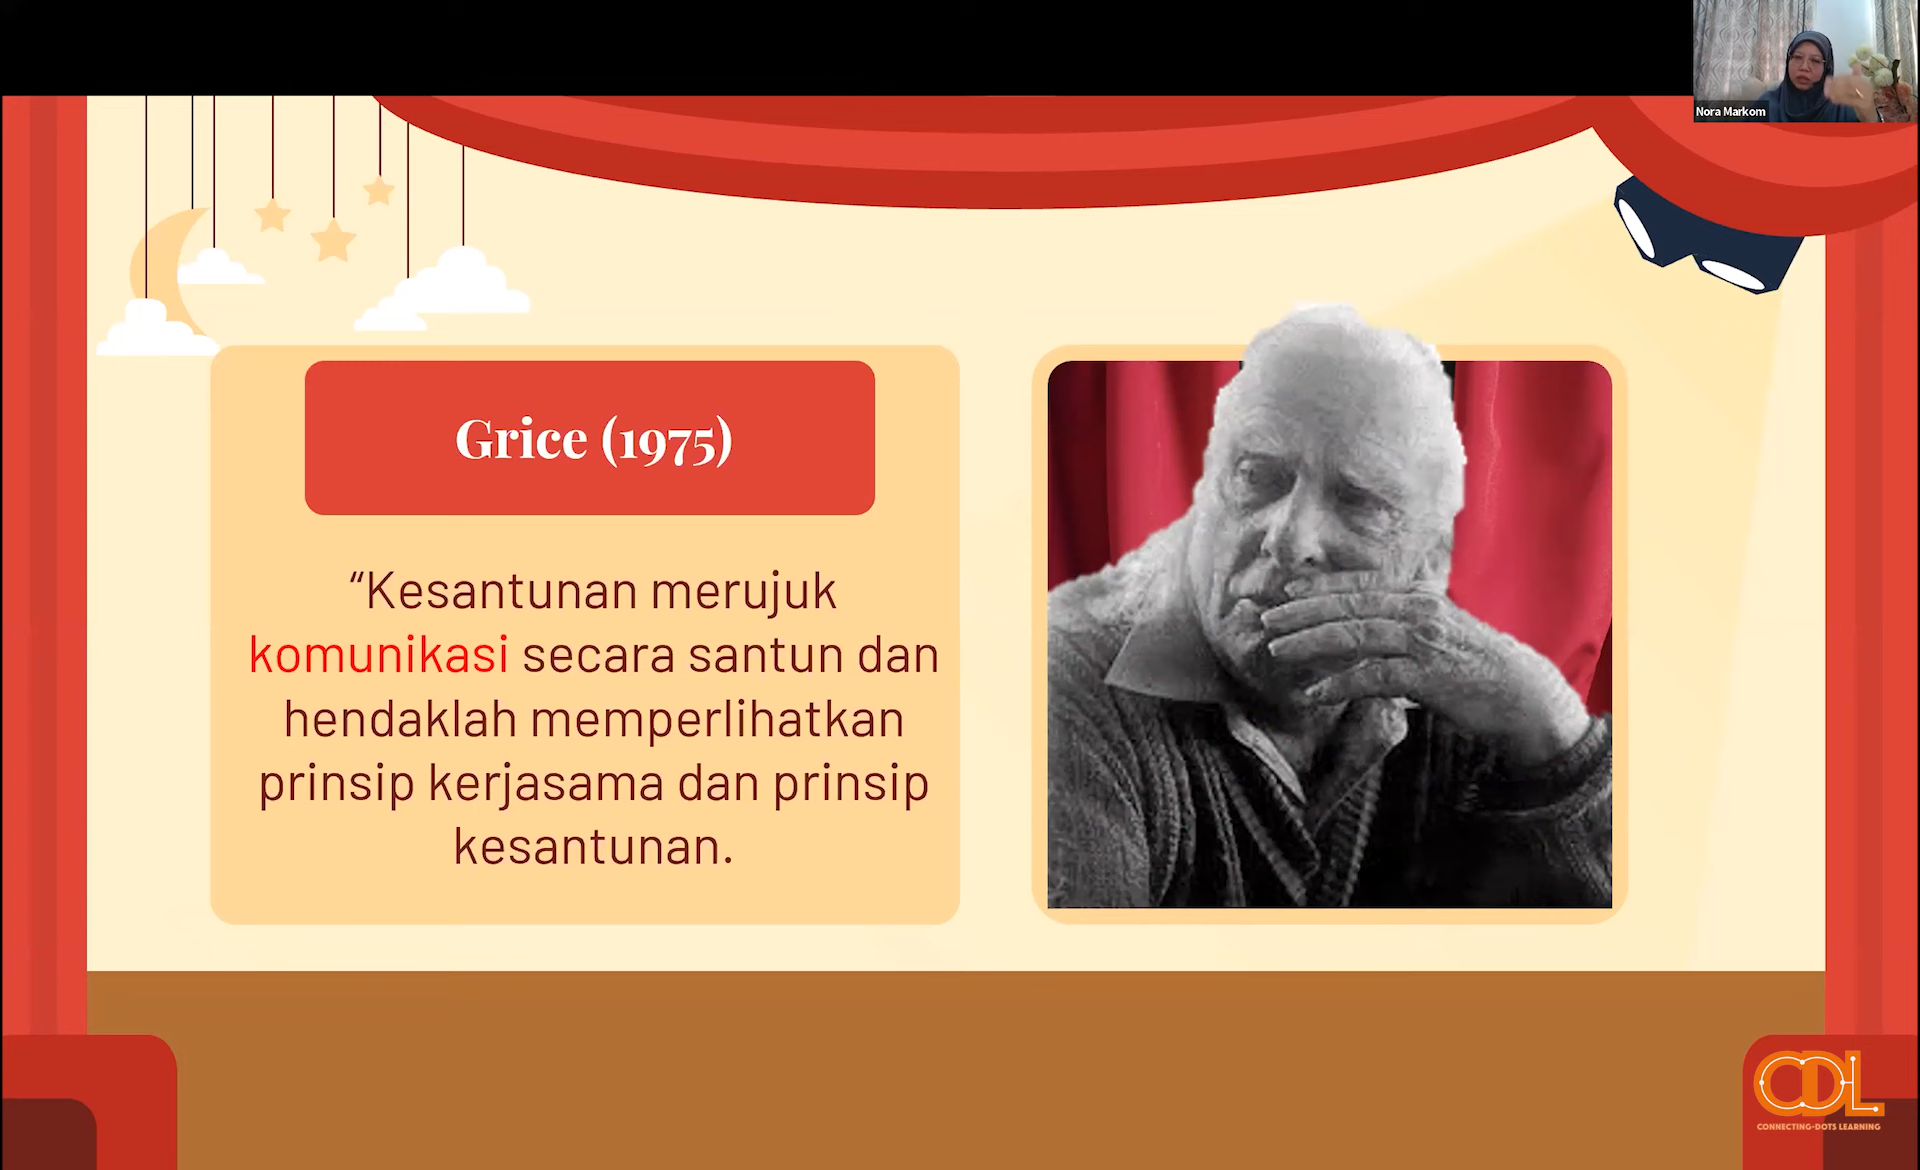 Nora Markom
Grice (1975)
“Kesantunan merujuk
komunikasi secara santun dan
hendaklah memperlihatkan
prinsip kerjasama dan prinsip
kesantunan.
CDL
CONNECTING-DOTS LEARNING